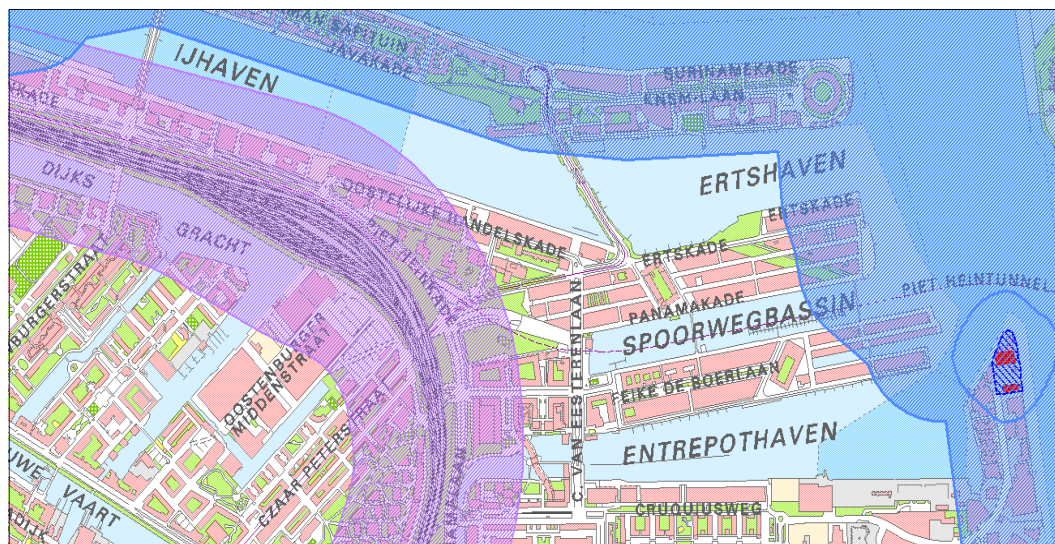 IJHAVEN
JAVAKADE
SURINAMEKADE
KNSM-LAAN
ERTSHAVEN
ERTSKADE
DIJKS
GRACHT
OOSTELIJKE HANDELSKADE
PIET HEINKADE
ERTSKADE
PANAMAKADE
SPOORWEGBASSIN
PIET HEINTUNNEL
C. VAN EESTERENLAAN
FEIKE DE BOERLAAN
OOSTENBURGER
MIDDENSTRAAT
CZAAR PETERSTRAA
ENTREPOTHAVEN
VAART
CRUQUIUSWEG